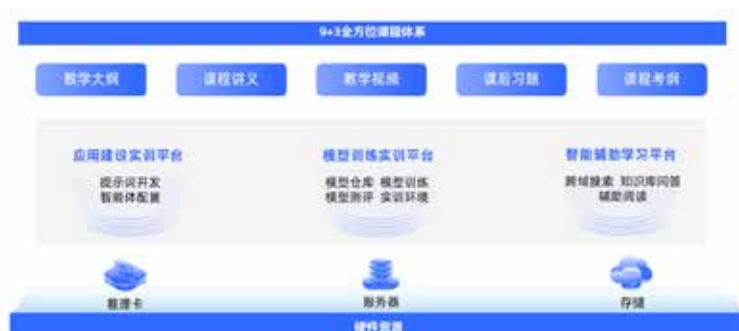 9+3全方位课程体系
教学大纲
课程讲义
教学视频
课后习题
课程考纲
应用建设实训平台
提示词开发
智能体配置
模型训练实训平台
模型仓库 模型训练
模型测评 实训环境
智能辅助学习平台
跨域搜索 知识库问答
辅助阅读
推理卡
服务器
存储
硬件资源